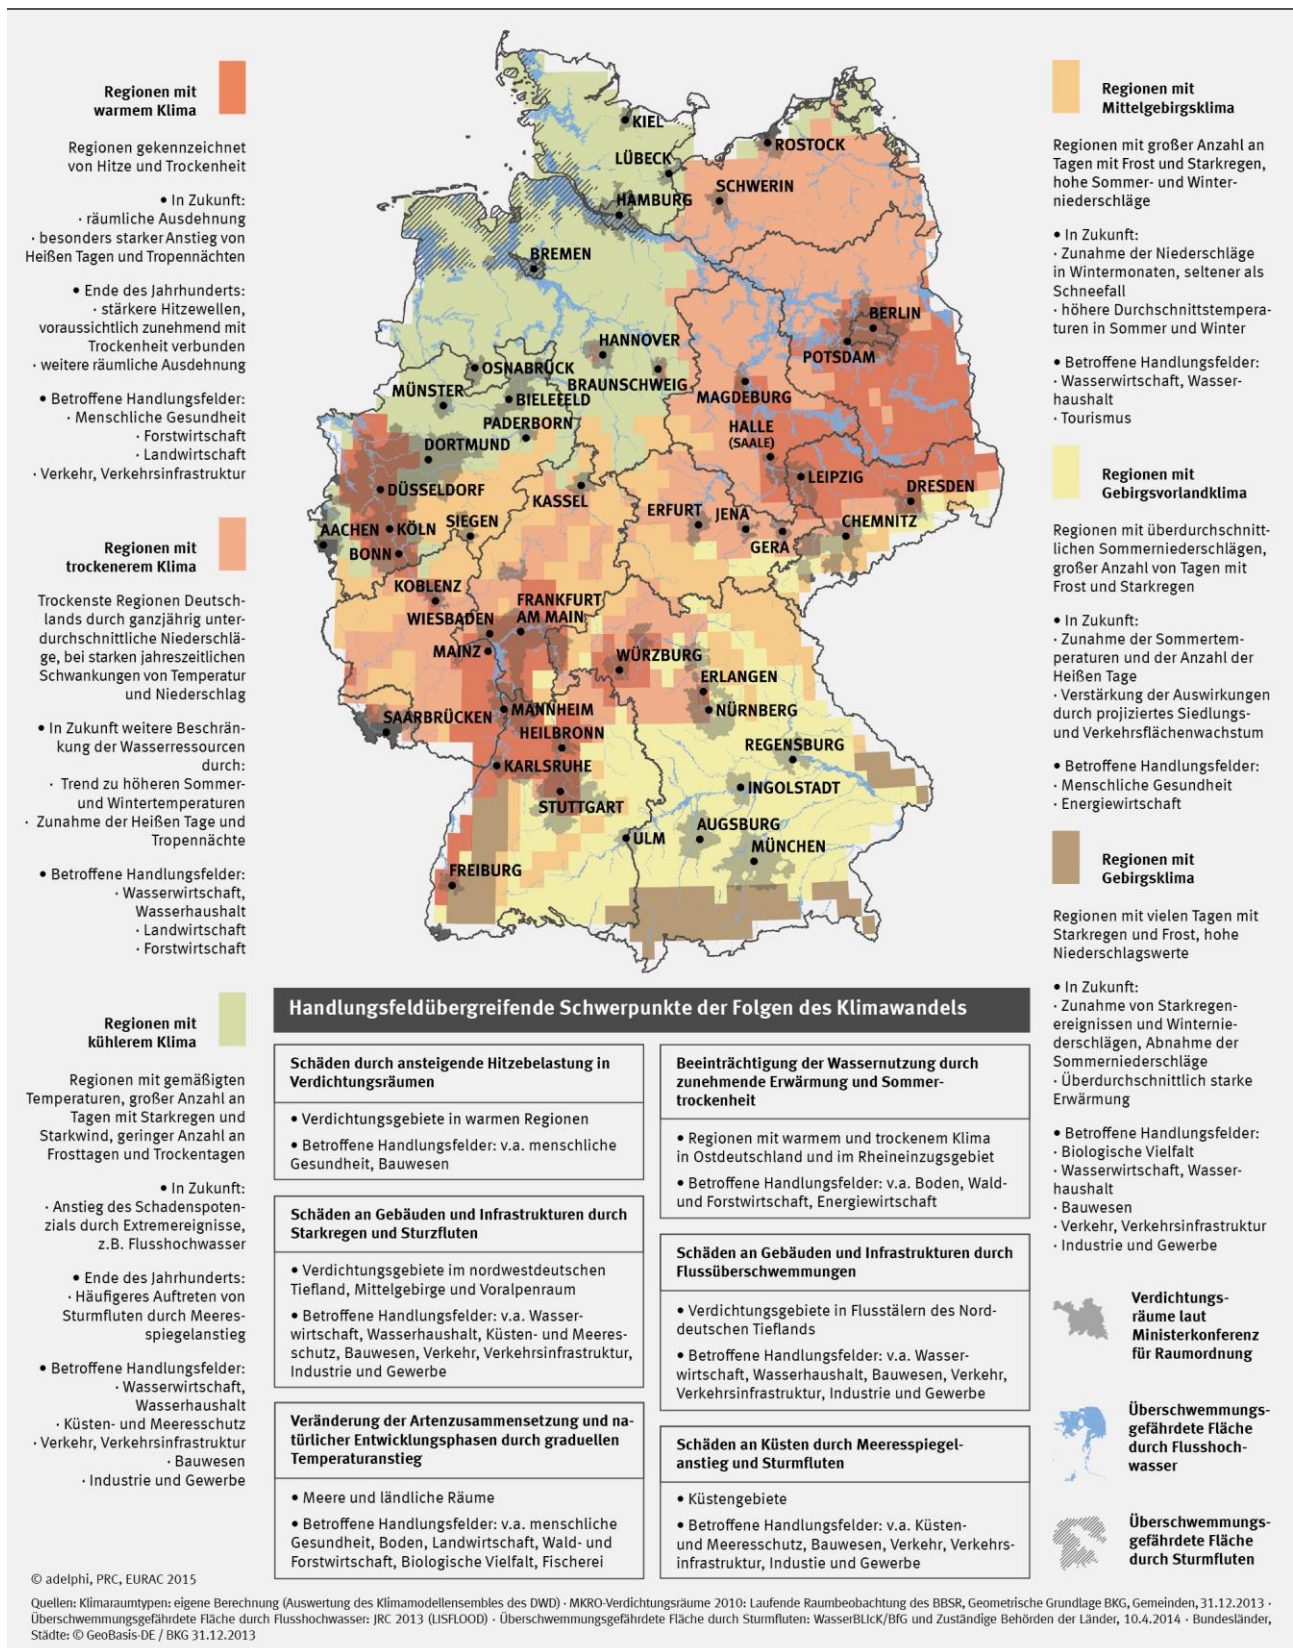 Regionen mit
warmem Klima
Regionen gekennzeichnet
von Hitze und Trockenheit
• In Zukunft:
· räumliche Ausdehnung
· besonders starker Anstieg von
Heißen Tagen und Tropennächten
• Ende des Jahrhunderts:
· stärkere Hitzewellen,
voraussichtlich zunehmend mit
Trockenheit verbunden
· weitere räumliche Ausdehnung
• Betroffene Handlungsfelder:
· Menschliche Gesundheit
· Forstwirtschaft
· Landwirtschaft
· Verkehr, Verkehrsinfrastruktur
Regionen mit
trockenerem Klima
Trockenste Regionen Deutsch-
lands durch ganzjährig unter-
durchschnittliche Niederschlä-
ge, bei starken jahreszeitlichen
Schwankungen von Temperatur
und Niederschlag
• In Zukunft weitere Beschrän-
kung der Wasserressourcen
durch:
· Trend zu höheren Sommer-
und Wintertemperaturen
· Zunahme der Heißen Tage und
Tropennächte
• Betroffene Handlungsfelder:
· Wasserwirtschaft,
Wasserhaushalt
· Landwirtschaft
· Forstwirtschaft
Regionen mit
kühlerem Klima
Regionen mit gemäßigten
Temperaturen, großer Anzahl an
Tagen mit Starkregen und
Starkwind, geringer Anzahl an
Frosttagen und Trockentagen
• In Zukunft:
· Anstieg des Schadenspoten-
zials durch Extremereignisse,
z.B. Flusshochwasser
• Ende des Jahrhunderts:
· Häufigeres Auftreten von
Sturmfluten durch Meeres-
spiegelanstieg
• Betroffene Handlungsfelder:
· Wasserwirtschaft,
Wasserhaushalt
· Küsten- und Meeresschutz
· Verkehr, Verkehrsinfrastruktur
· Bauwesen
· Industrie und Gewerbe
KIEL
ROSTOCK
LÜBECK
SCHWERIN
HAMBURG
BREMEN
BERLIN
HANNOVER
POTSDAM
OSNABRÜCK
BRAUNSCHWEIG
MÜNSTER
BIELEFELD
MAGDEBURG
PADERBORN
HALLE
(SAALE)
DORTMUND
LEIPZIG
DÜSSELDORF
KASSEL
DRESDEN
ERFURT
JENA
CHEMNITZ
AACHEN
KÖLN
SIEGEN
GERA
BONN
KOBLENZ
FRANKFURT
AM MAIN
WIESBADEN
MAINZ
WÜRZBURG
ERLANGEN
SAARBRÜCKEN
MANNHEIM
NÜRNBERG
HEILBRONN
REGENSBURG
KARLSRUHE
INGOLSTADT
STUTTGART
ULM
AUGSBURG
MÜNCHEN
FREIBURG
Regionen mit
Mittelgebirgsklima
Regionen mit großer Anzahl an
Tagen mit Frost und Starkregen,
hohe Sommer- und Winter-
niederschläge
• In Zukunft:
· Zunahme der Niederschläge
in Wintermonaten, seltener als
Schneefall
· höhere Durchschnittstempera-
turen in Sommer und Winter
• Betroffene Handlungsfelder:
· Wasserwirtschaft, Wasser-
haushalt
· Tourismus
Regionen mit
Gebirgsvorlandklima
Regionen mit überdurchschnitt-
lichen Sommerniederschlägen,
großer Anzahl von Tagen mit
Frost und Starkregen
• In Zukunft:
· Zunahme der Sommertem-
peraturen und der Anzahl der
Heißen Tage
· Verstärkung der Auswirkungen
durch projiziertes Siedlungs-
und Verkehrsflächenwachstum
• Betroffene Handlungsfelder:
· Menschliche Gesundheit
· Energiewirtschaft
Regionen mit
Gebirgsklima
Regionen mit vielen Tagen mit
Starkregen und Frost, hohe
Niederschlagswerte
• In Zukunft:
· Zunahme von Starkregen-
ereignissen und Winternie-
derschlägen, Abnahme der
Sommerniederschläge
· Überdurchschnittlich starke
Erwärmung
• Betroffene Handlungsfelder:
· Biologische Vielfalt
· Wasserwirtschaft, Wasser-
haushalt
· Bauwesen
· Verkehr, Verkehrsinfrastruktur
· Industrie und Gewerbe
Verdichtungs-
räume laut
Ministerkonferenz
für Raumordnung
Überschwemmungs-
gefährdete Fläche
durch Flusshoch-
wasser
Überschwemmungs-
gefährdete Fläche
durch Sturmfluten
Handlungsfeldübergreifende Schwerpunkte der Folgen des Klimawandels
Schäden durch ansteigende Hitzebelastung in
Verdichtungsräumen
• Verdichtungsgebiete in warmen Regionen
• Betroffene Handlungsfelder: v.a. menschliche
Gesundheit, Bauwesen
Schäden an Gebäuden und Infrastrukturen durch
Starkregen und Sturzfluten
• Verdichtungsgebiete im nordwestdeutschen
Tiefland, Mittelgebirge und Voralpenraum
• Betroffene Handlungsfelder: v.a. Wasser-
wirtschaft, Wasserhaushalt, Küsten- und Meeres-
schutz, Bauwesen, Verkehr, Verkehrsinfrastruktur,
Industrie und Gewerbe
Veränderung der Artenzusammensetzung und na-
türlicher Entwicklungsphasen durch graduellen
Temperaturanstieg
• Meere und ländliche Räume
• Betroffene Handlungsfelder: v.a. menschliche
Gesundheit, Boden, Landwirtschaft, Wald- und
Forstwirtschaft, Biologische Vielfalt, Fischerei
Beeinträchtigung der Wassernutzung durch
zunehmende Erwärmung und Sommer-
trockenheit
• Regionen mit warmem und trockenem Klima
in Ostdeutschland und im Rheineinzugsgebiet
• Betroffene Handlungsfelder: v.a. Boden, Wald-
und Forstwirtschaft, Energiewirtschaft
Schäden an Gebäuden und Infrastrukturen durch
Flussüberschwemmungen
• Verdichtungsgebiete in Flusstälern des Nord-
deutschen Tieflands
• Betroffene Handlungsfelder: v.a. Wasser-
wirtschaft, Wasserhaushalt, Bauwesen, Verkehr,
Verkehrsinfrastruktur, Industrie und Gewerbe
Schäden an Küsten durch Meeresspiegel-
anstieg und Sturmfluten
• Küstengebiete
• Betroffene Handlungsfelder: v.a. Küsten-
und Meeresschutz, Bauwesen, Verkehr, Verkehrs-
infrastruktur, Industie und Gewerbe
© adelphi, PRC, EURAC 2015
Quellen: Klimaraumtypen: eigene Berechnung (Auswertung des Klimamodellensembles des DWD) · MKRO-Verdichtungsräume 2010: Laufende Raumbeobachtung des BBSR, Geometrische Grundlage BKG, Gemeinden, 31.12.2013 ·
Überschwemmungsgefährdete Fläche durch Flusshochwasser: JRC 2013 (LISFLOOD) · Überschwemmungsgefährdete Fläche durch Sturmfluten: WasserBLIcK/BfG und Zuständige Behörden der Länder, 10.4.2014 · Bundesländer,
Städte: © GeoBasis-DE / BKG 31.12.2013